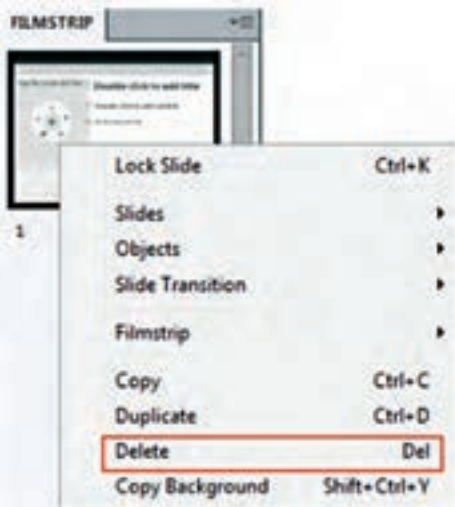 FILMSTRIP
Double click to add title
1
Lock Slide Ctrl+K
Slides
Objects
Slide Transition
Filmstrip
Copy Ctrl+C
Duplicate Ctrl+D
Delete Del
Copy Background Shift+Ctrl+Y